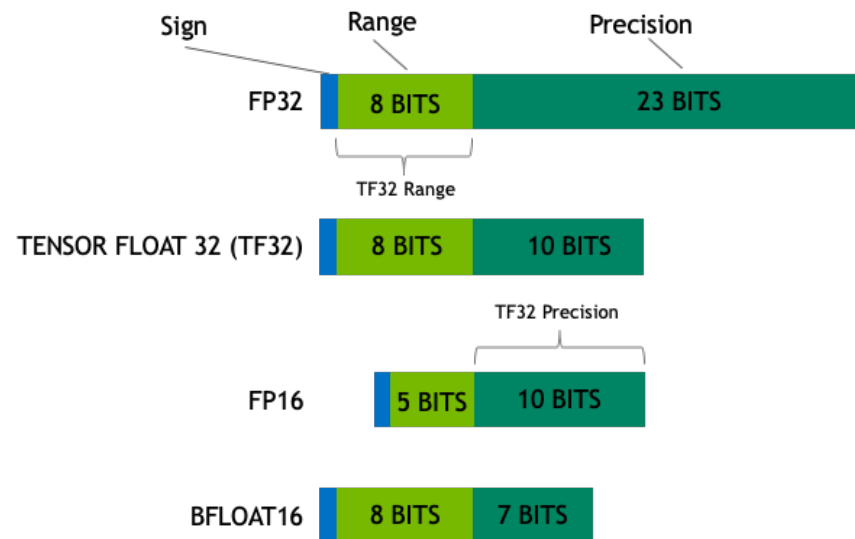 Sign
Range
Precision
FP32
8 BITS
23 BITS
TF32 Range
TENSOR FLOAT 32 (TF32)
8 BITS
10 BITS
TF32 Precision
FP16
5 BITS
10 BITS
BFLOAT16
8 BITS
7 BITS